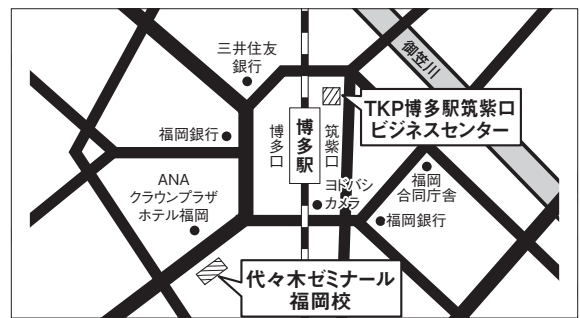 三井住友
銀行
御笠川
TKP博多駅筑紫口
ビジネスセンター
福岡銀行
博多口
博多駅
筑紫口
ANA
クラウンプラザ
ホテル福岡
ヨドバシ
カメラ
福岡
合同庁舎
福岡銀行
代々木ゼミナール
福岡校